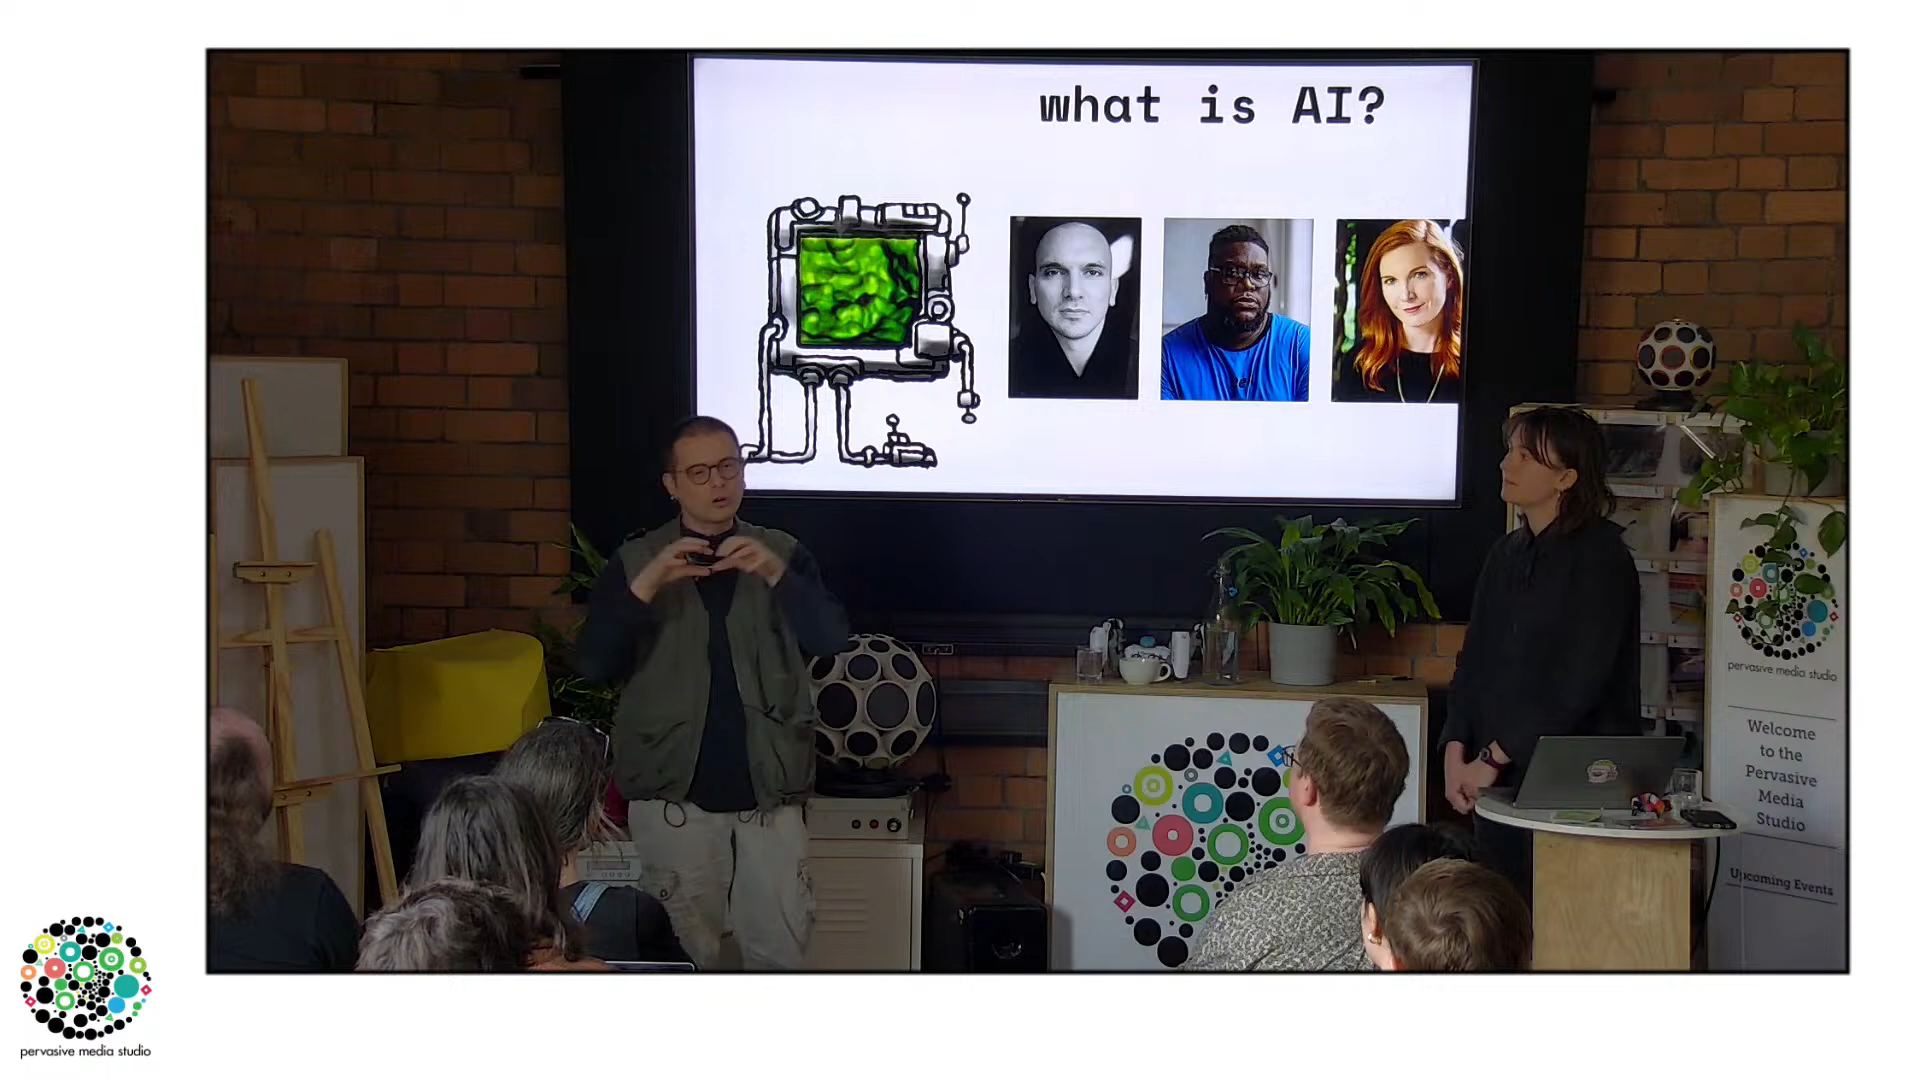 what is AI?
pervasive media studio
Welcome
to the
Pervasive
Media
Studio
Upcoming Events
pervasive media studio